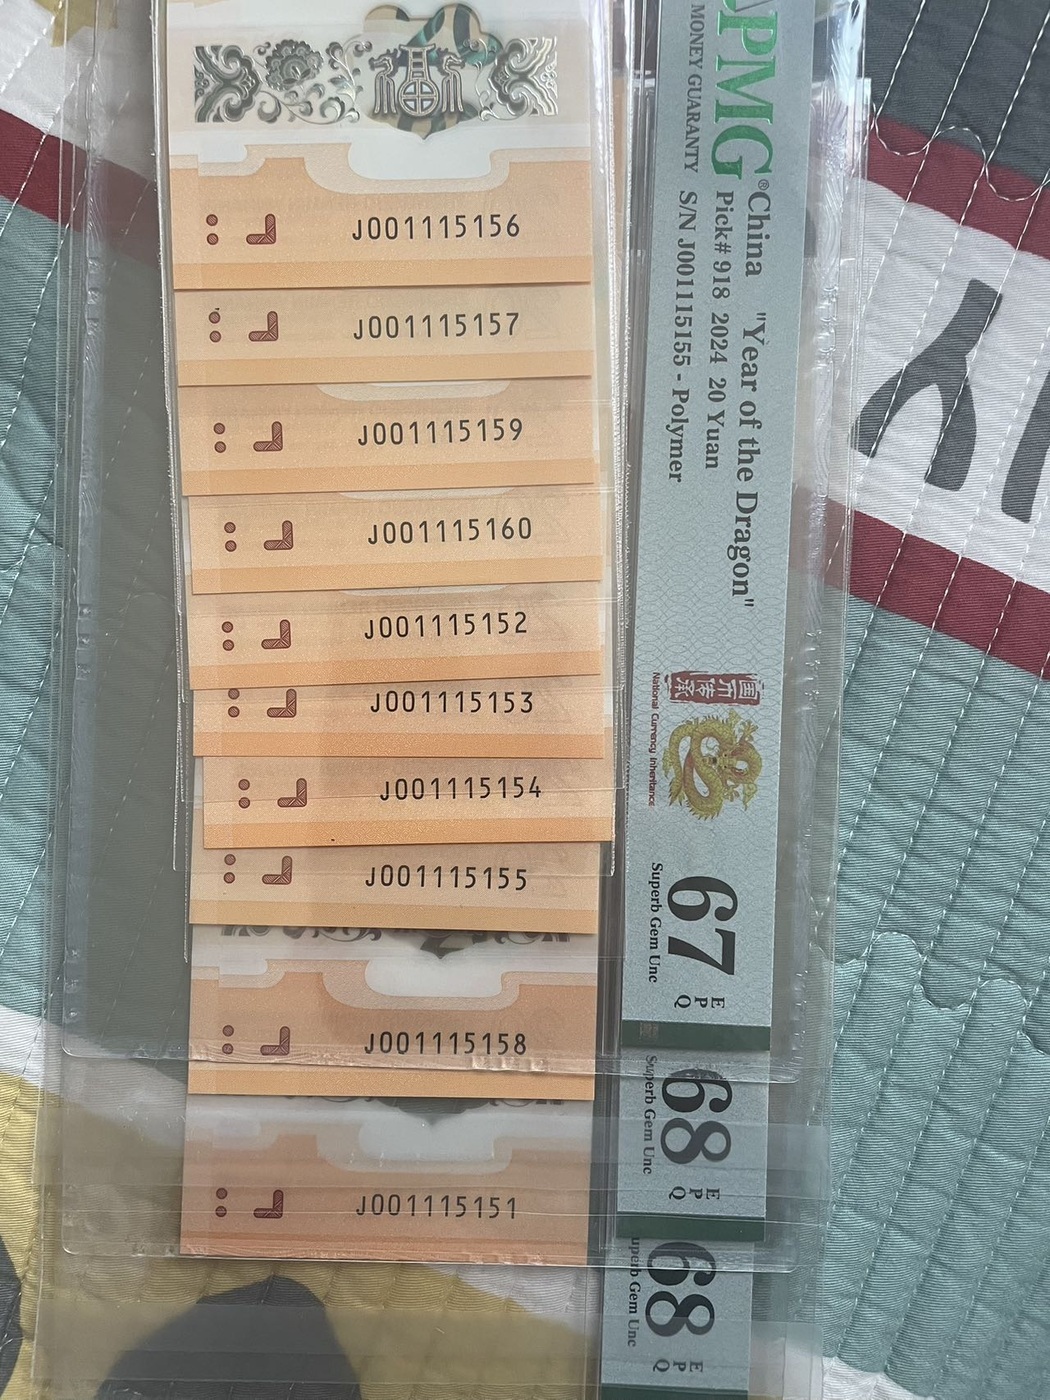 J001115156
J001115157
J001115159
J001115160
J001115152
J001115153
J001115154
J001115155
J001115158
J001115151
PMG
MONEY GUARANTY
®China "Year of the Dragon"
Pick# 918 2024 20 Yuan
S/N J001115155 - Polymer
National Currency Inheritance
67 EPQ
Superb Gem Unc
68 EPQ
Superb Gem Unc
68 EPQ
uperb Gem Unc